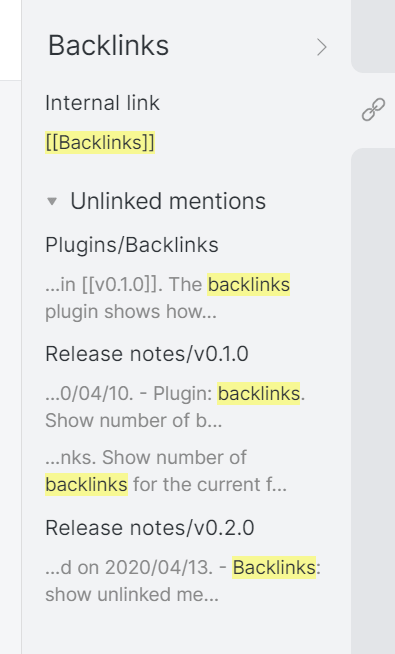 Backlinks
Internal link
[[Backlinks]]
Unlinked mentions
Plugins/Backlinks
...in [[v0.1.0]]. The backlinks
plugin shows how...
Release notes/v0.1.0
...0/04/10. - Plugin: backlinks.
Show number of b...
...nks. Show number of
backlinks for the current f...
Release notes/v0.2.0
...d on 2020/04/13. - Backlinks:
show unlinked me...